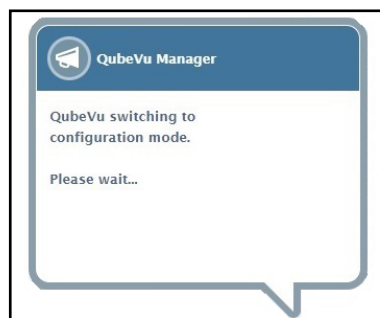 QubeVu Manager
QubeVu switching to
configuration mode.
Please wait...